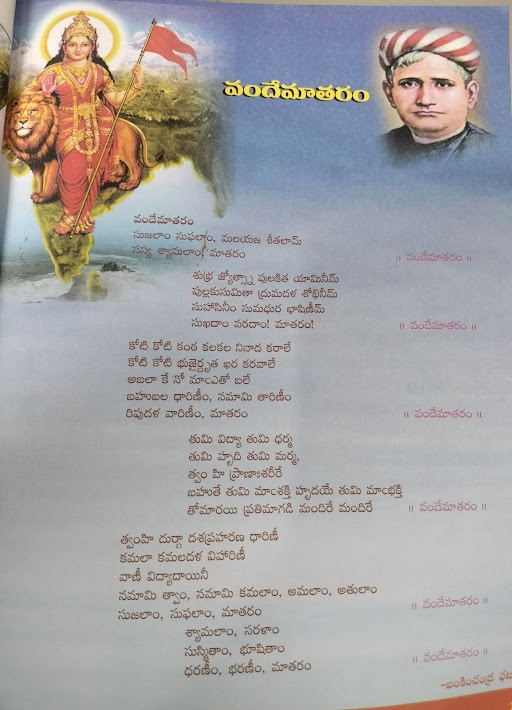 వందేమాతరం
వందేమాతరం
సుజలాం సుఫలాం, మలయజ శీతలామ్
సస్య శ్యామలాం! మాతరం ॥ వందేమాతరం ॥
శుభ్ర జ్యోత్స్నా పులకిత యామినీమ్
పుల్లకుసుమితా ద్రుమదళ శోభినీమ్
సుహాసినీం సుమధుర భాషిణీమ్
సుఖదాం వరదాం! మాతరం! ॥ వందేమాతరం ॥
కోటి కోటి కంఠ కలకల నినాద కరాలే
కోటి కోటి భుజైర్దృత ఖర కరవాలే
అబలా కే నో మాఁఎతో బలే
బహుబల ధారిణీం, నమామి తారిణీం
రిపుదళ వారిణీం, మాతరం ॥ వందేమాతరం ॥
తుమి విద్యా తుమి ధర్మ
తుమి హృది తుమి మర్మ,
త్వం హి ప్రాణాఃశరీరే
బహుతే తుమి మాఁశక్తి హృదయే తుమి మాఁభక్తి
తోమారయి ప్రతిమాగడి మందిరే మందిరే ॥ వందేమాతరం ॥
త్వంహి దుర్గా దశప్రహరణ ధారిణీ
కమలా కమలదళ విహారిణీ
వాణీ విద్యాదాయినీ
నమామి త్వాం, నమామి కమలాం, అమలాం, అతులాం
సుజలాం, సుఫలాం, మాతరం ॥ వందేమాతరం ॥
శ్యామలాం, సరళాం
సుస్మితాం, భూషితాం
ధరణీం, భరణీం, మాతరం ॥ వందేమాతరం ॥
-బంకించంద్ర